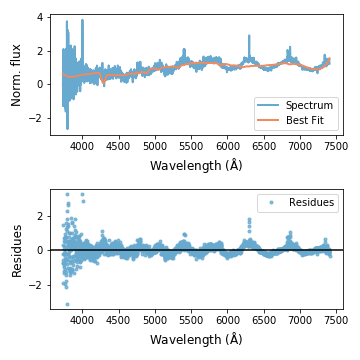 4
2
0
−2
Norm. flux
Spectrum
Best Fit
4000 4500 5000 5500 6000 6500 7000 7500
Wavelength (Å)
2
0
−2
Residues
Residues
4000 4500 5000 5500 6000 6500 7000 7500
Wavelength (Å)